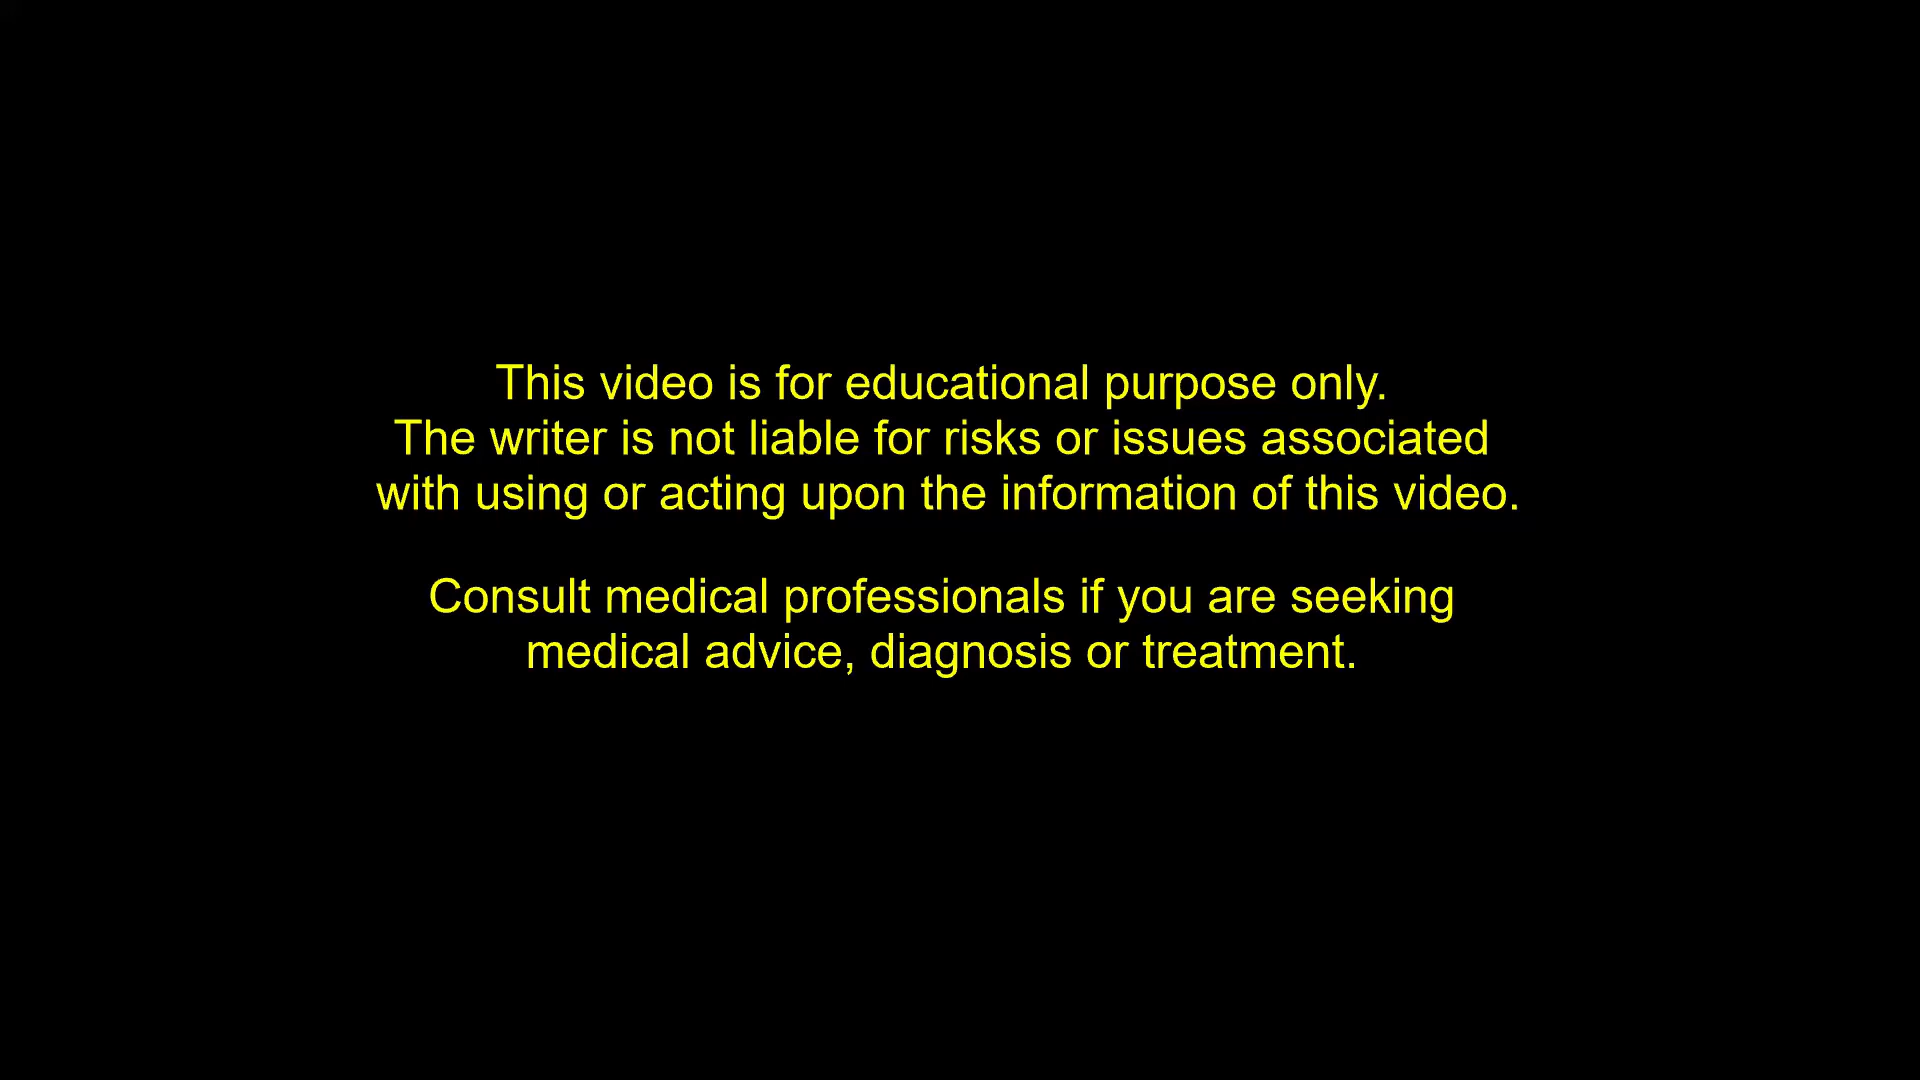 This video is for educational purpose only.
The writer is not liable for risks or issues associated
with using or acting upon the information of this video.
Consult medical professionals if you are seeking
medical advice, diagnosis or treatment.